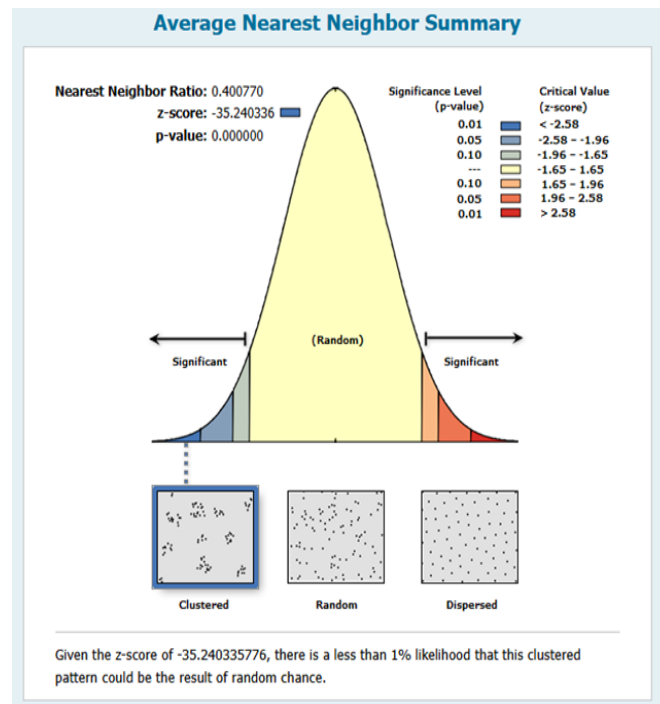 Average Nearest Neighbor Summary
Nearest Neighbor Ratio: 0.400770
z-score: -35.240336
p-value: 0.000000
Significance Level Critical Value
(p-value) (z-score)
0.01 < -2.58
0.05 -2.58 – -1.96
0.10 -1.96 – -1.65
--- -1.65 – 1.65
0.10 1.65 – 1.96
0.05 1.96 – 2.58
0.01 > 2.58
(Random)
Significant Significant
Clustered Random Dispersed
Given the z-score of -35.240335776, there is a less than 1% likelihood that this clustered
pattern could be the result of random chance.